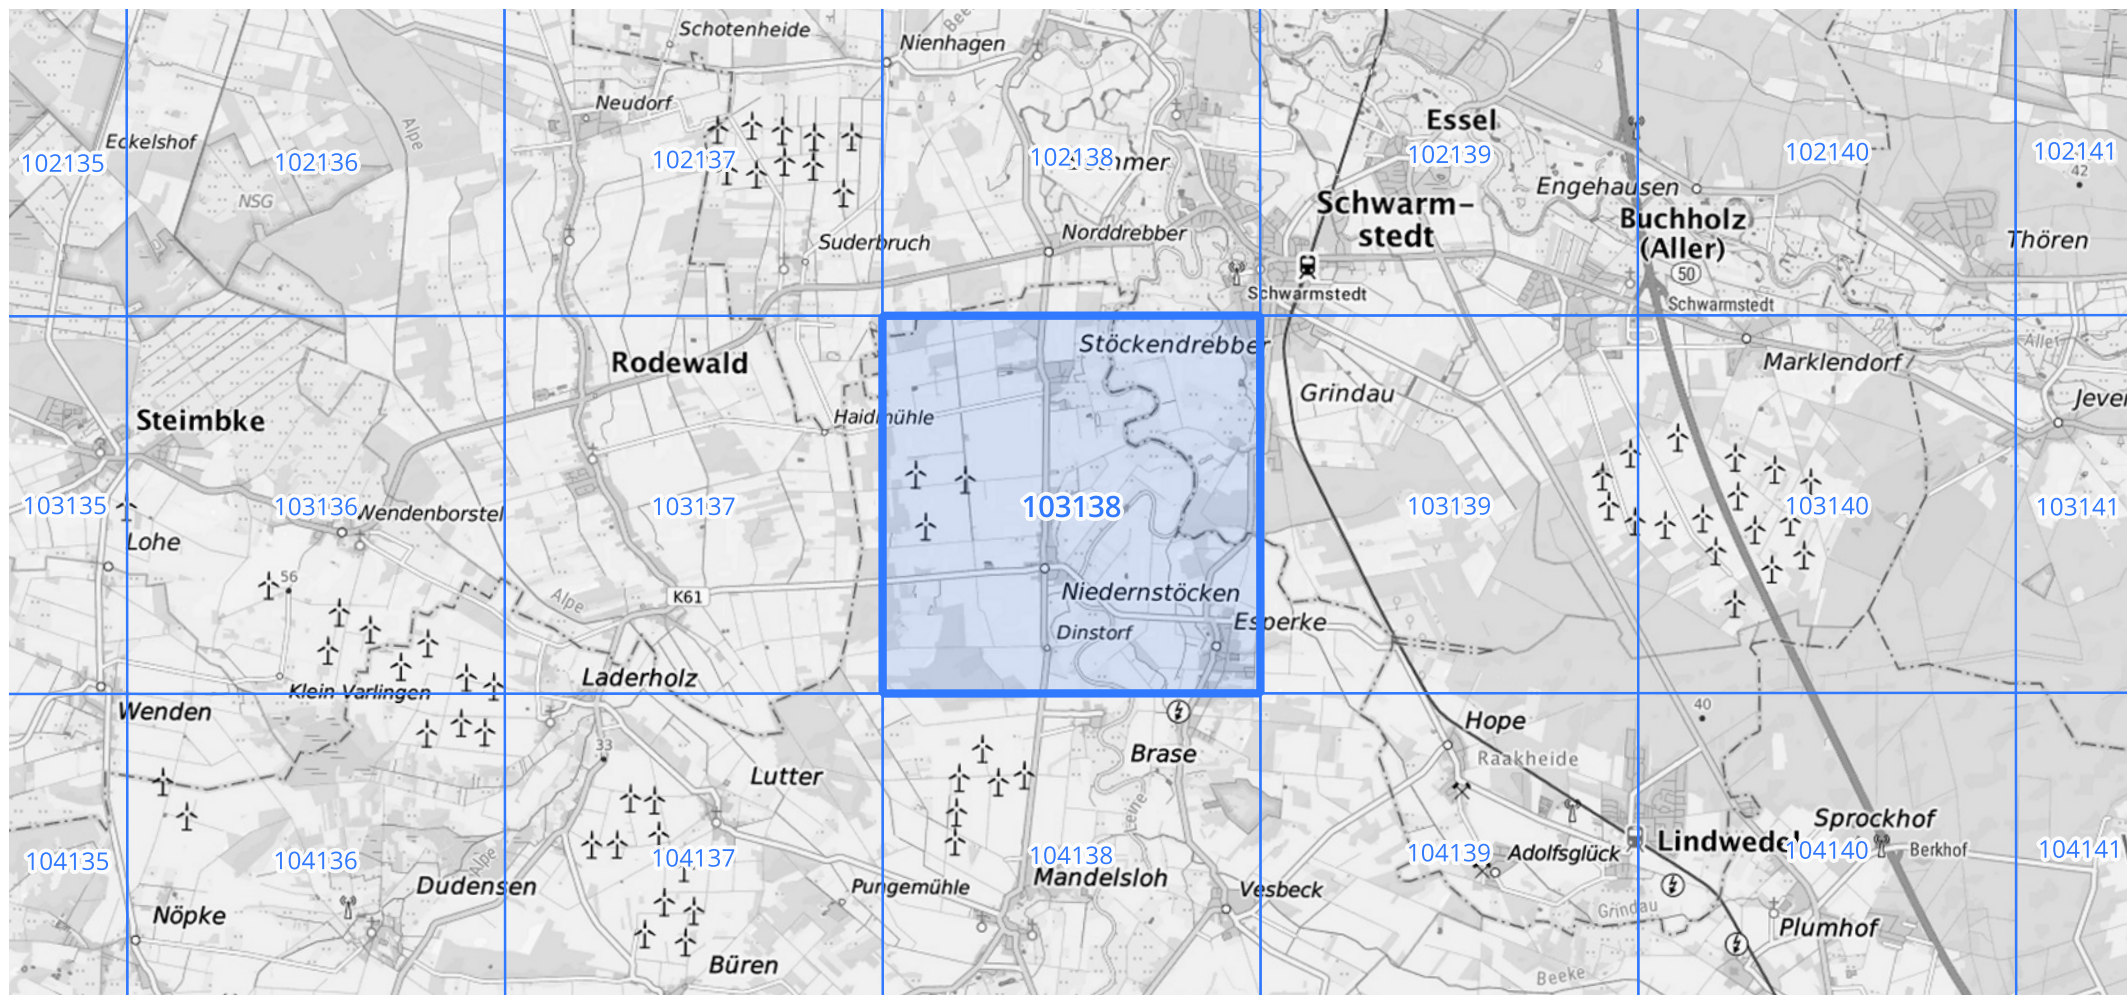 Schotenheide
Nienhagen
Neudorf
Eckelshof
Alpe
Essel
102135
102136
102137
102138
102139
102140
102141
42
NSG
Engehausen
Schwarm-
stedt
Buchholz
(Aller)
Suderbruch
Norddrebber
Thören
50
Schwarmstedt
Schwarmstedt
Stöckendrebber
Aller
Rodewald
Marklendorf
Grindau
Steimbke
Haidmühle
103135
103136
Wendenborstel
103137
103138
103139
103140
103141
Lohe
56
Alpe
K61
Niedernstöcken
Esperke
Dinstorf
Laderholz
Klein Varlingen
Wenden
40
Hope
33
Brase
Raakheide
Lutter
Leine
Sprockhof
Lindwedel
Berkhof
104135
104136
Alpe
104137
104138
104139
Adolfsglück
104140
104141
Dudensen
Pungemühle
Mandelsloh
Vesbeck
Nöpke
Grindau
Plumhof
Büren
Beeke